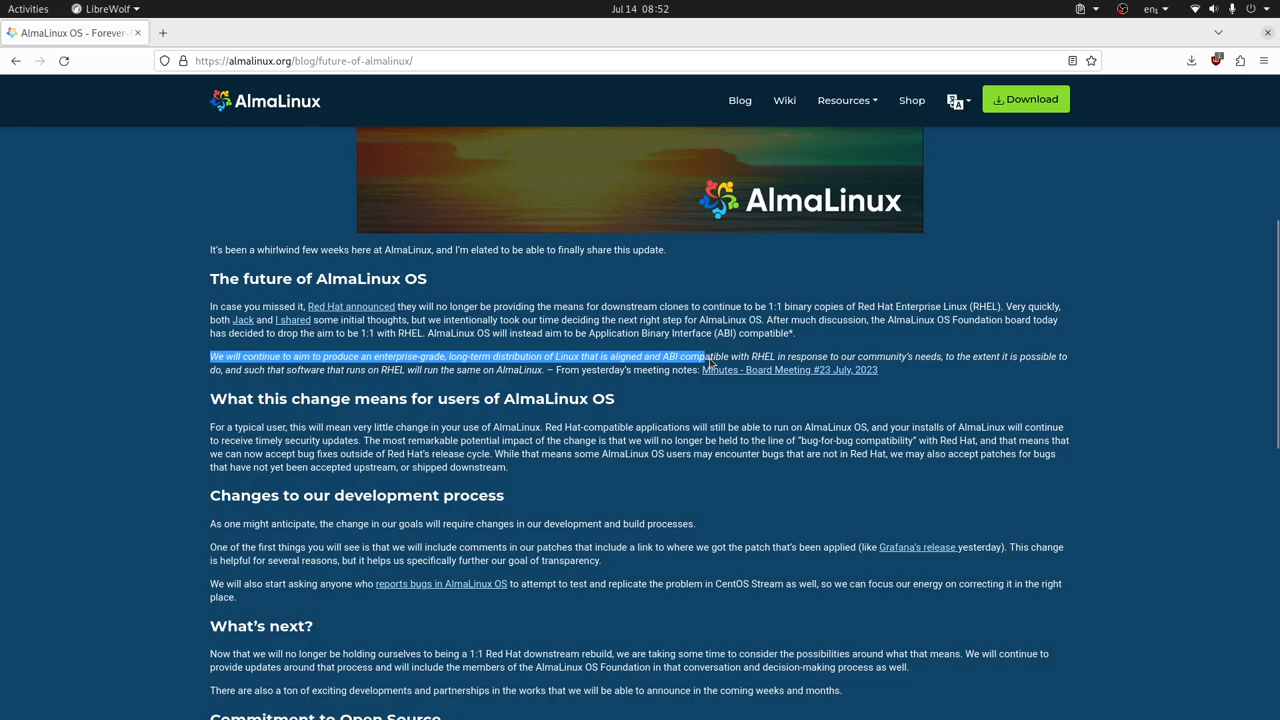 Activities
LibreWolf
Jul 14 08:52
en₁
AlmaLinux OS - Forever-
https://almalinux.org/blog/future-of-almalinux/
1
AlmaLinux
Blog
Wiki
Resources
Shop
Download
AlmaLinux
It's been a whirlwind few weeks here at AlmaLinux, and I'm elated to be able to finally share this update.
The future of AlmaLinux OS
In case you missed it, Red Hat announced they will no longer be providing the means for downstream clones to continue to be 1:1 binary copies of Red Hat Enterprise Linux (RHEL). Very quickly,
both Jack and I shared some initial thoughts, but we intentionally took our time deciding the next right step for AlmaLinux OS. After much discussion, the AlmaLinux OS Foundation board today
has decided to drop the aim to be 1:1 with RHEL. AlmaLinux OS will instead aim to be Application Binary Interface (ABI) compatible*.
We will continue to aim to produce an enterprise-grade, long-term distribution of Linux that is aligned and ABI compatible with RHEL in response to our community's needs, to the extent it is possible to
do, and such that software that runs on RHEL will run the same on AlmaLinux. – From yesterday's meeting notes: Minutes - Board Meeting #23 July, 2023
What this change means for users of AlmaLinux OS
For a typical user, this will mean very little change in your use of AlmaLinux. Red Hat-compatible applications will still be able to run on AlmaLinux OS, and your installs of AlmaLinux will continue
to receive timely security updates. The most remarkable potential impact of the change is that we will no longer be held to the line of "bug-for-bug compatibility" with Red Hat, and that means that
we can now accept bug fixes outside of Red Hat's release cycle. While that means some AlmaLinux OS users may encounter bugs that are not in Red Hat, we may also accept patches for bugs
that have not yet been accepted upstream, or shipped downstream.
Changes to our development process
As one might anticipate, the change in our goals will require changes in our development and build processes.
One of the first things you will see is that we will include comments in our patches that include a link to where we got the patch that's been applied (like Grafana's release yesterday). This change
is helpful for several reasons, but it helps us specifically further our goal of transparency.
We will also start asking anyone who reports bugs in AlmaLinux OS to attempt to test and replicate the problem in CentOS Stream as well, so we can focus our energy on correcting it in the right
place.
What's next?
Now that we will no longer be holding ourselves to being a 1:1 Red Hat downstream rebuild, we are taking some time to consider the possibilities around what that means. We will continue to
provide updates around that process and will include the members of the AlmaLinux OS Foundation in that conversation and decision-making process as well.
There are also a ton of exciting developments and partnerships in the works that we will be able to announce in the coming weeks and months.
Commitment to Open Source